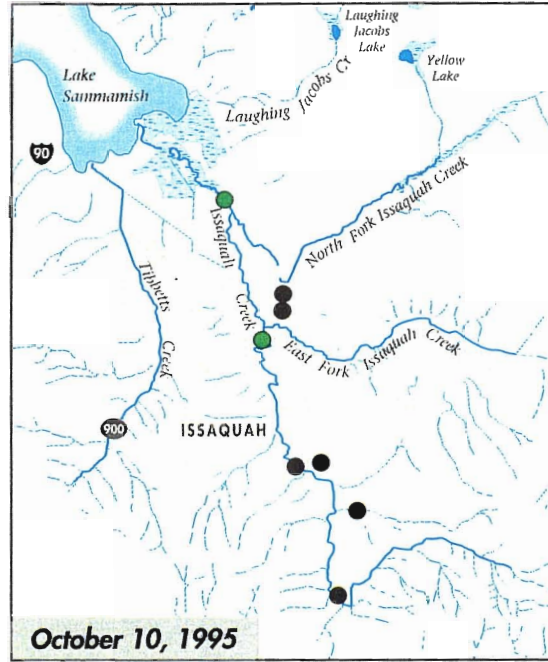 Laughing
Jacobs
Lake
Lake
Sammamish
Yellow
Lake
Laughing Jacobs Cr
90
North Fork Issaquah Creek
Issaquah
Creek
Tibbetts
Creek
East Fork Issaquah Creek
900
ISSAQUAH
October 10, 1995